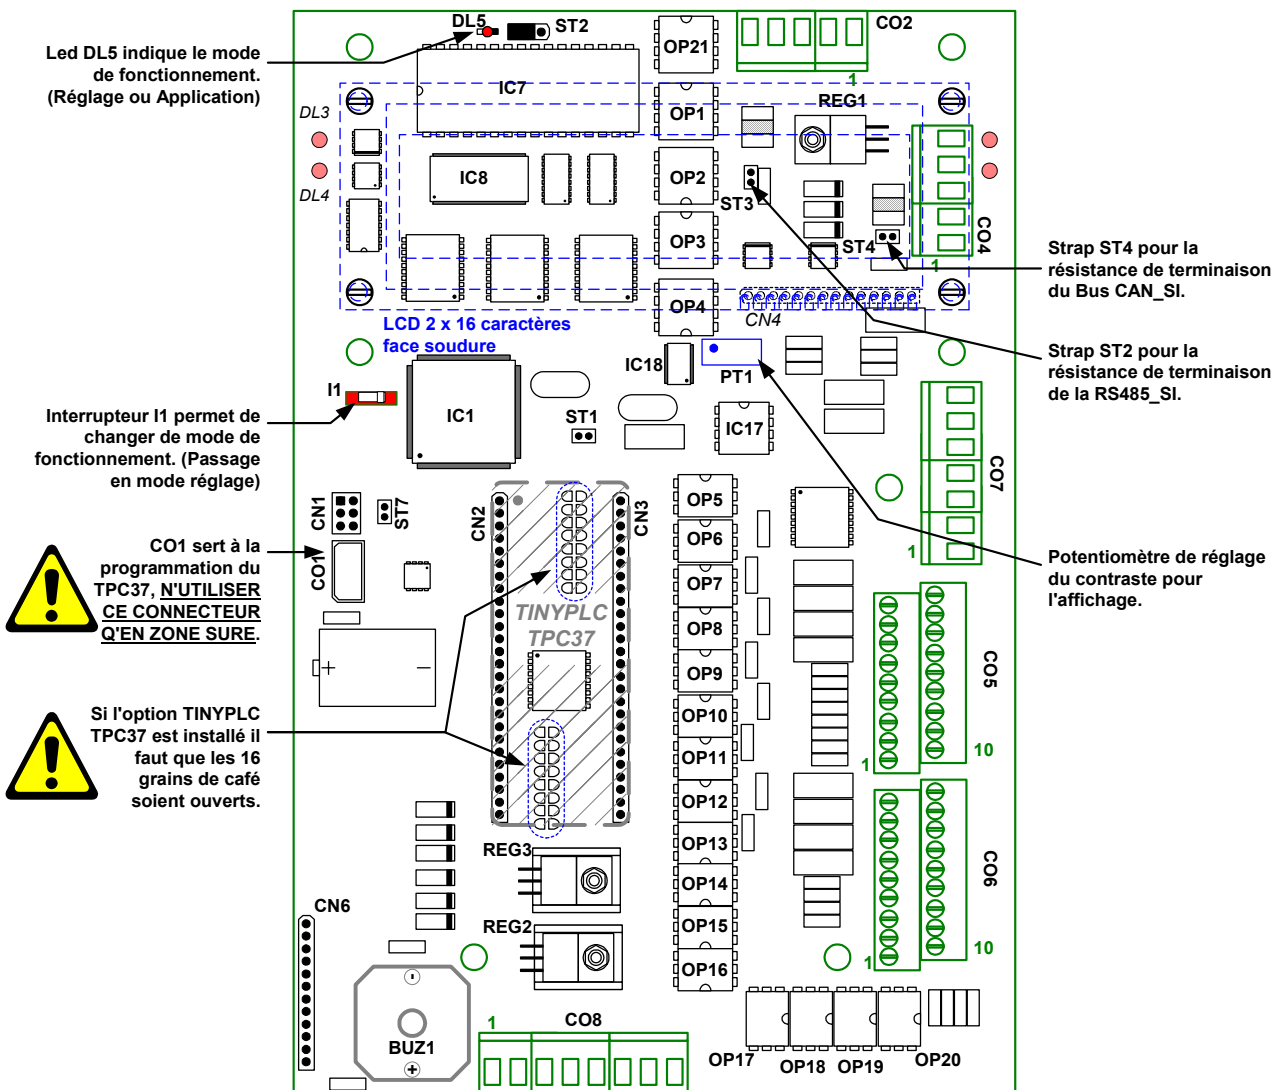 DL5
ST2
CO2
OP21
1
Led DL5 indique le mode
de fonctionnement.
(Réglage ou Application)
IC7
REG1
DL3
OP1
IC8
OP2
DL4
ST3
OP3
ST4
CO4
1
Strap ST4 pour la
résistance de terminaison
du Bus CAN_SI.
OP4
CN4
LCD 2 x 16 caractères
face soudure
IC18
PT1
Strap ST2 pour la
résistance de terminaison
de la RS485_SI.
I1
Interrupteur I1 permet de
changer de mode de
fonctionnement. (Passage
en mode réglage)
IC1
ST1
IC17
CO7
1
CN1
ST7
CN2
CN3
OP5
OP6
CO1 sert à la
programmation du
TPC37, N'UTILISER
CE CONNECTEUR
Q'EN ZONE SURE.
CO1
OP7
Potentiomètre de réglage
du contraste pour
l'affichage.
TINYPLC
TPC37
OP8
OP9
+
−
CO5
OP10
OP11
1
10
Si l'option TINYPLC
TPC37 est installé il
faut que les 16
grains de café
soient ouverts.
OP12
OP13
REG3
OP14
CO6
CN6
REG2
OP15
1
10
OP16
-
BUZ1
+
1
CO8
OP17
OP18
OP19
OP20